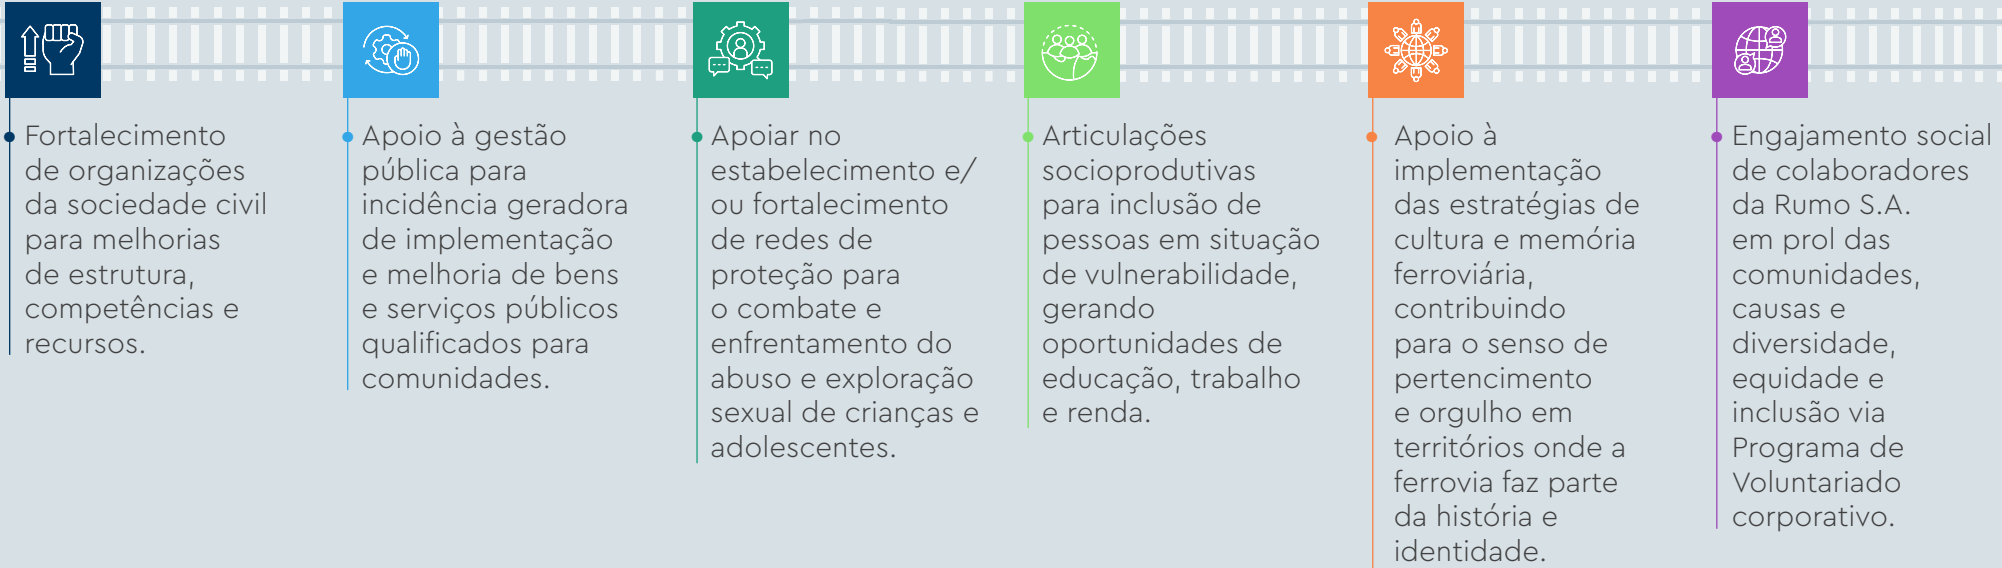 Fortalecimento
de organizações
da sociedade civil
para melhorias
de estrutura,
competências e
recursos.
Apoio à gestão
pública para
incidência geradora
de implementação
e melhoria de bens
e serviços públicos
qualificados para
comunidades.
Apoiar no
estabelecimento e/
ou fortalecimento
de redes de
proteção para
o combate e
enfrentamento do
abuso e exploração
sexual de crianças e
adolescentes.
Articulações
socioprodutivas
para inclusão de
pessoas em situação
de vulnerabilidade,
gerando
oportunidades de
educação, trabalho
e renda.
Apoio à
implementação
das estratégias de
cultura e memória
ferroviária,
contribuindo
para o senso de
pertencimento
e orgulho em
territórios onde a
ferrovia faz parte
da história e
identidade.
Engajamento social
de colaboradores
da Rumo S.A.
em prol das
comunidades,
causas e
diversidade,
equidade e
inclusão via
Programa de
Voluntariado
corporativo.